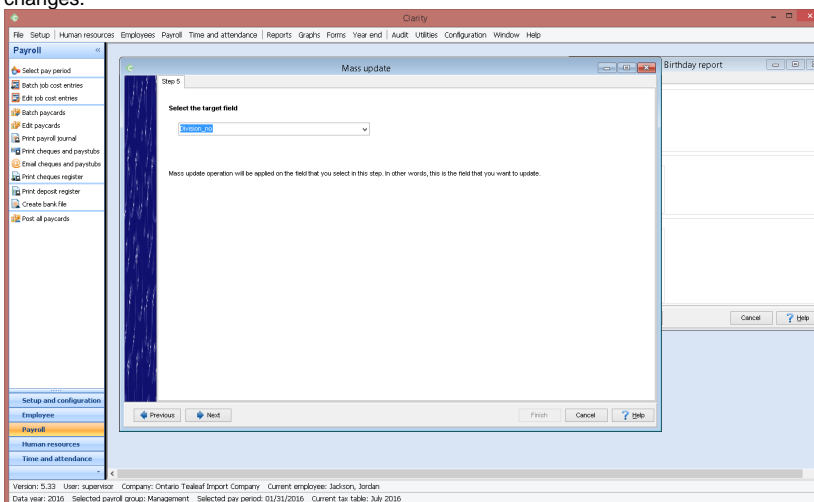 changes.
Clarity
File Setup Human resources Employees Payroll Time and attendance Reports Graphs Forms Year end Audit Utilities Configuration Window Help
Payroll «
Select pay period
Batch job cost entries
Edit job cost entries
Batch paycards
Edit paycards
Print payroll journal
Print cheques and paystubs
Email cheques and paystubs
Print cheques register
Print deposit register
Create bank file
Post all paycards
Setup and configuration
Employee
Payroll
Human resources
Time and attendance
Mass update
Step 5
Select the target field
Division_no
Mass update operation will be applied on the field that you select in this step. In other words, this is the field that you want to update.
Previous Next Finish Cancel ? Help
Birthday report
Cancel ? Help
Version: 5.33 User: supervisor Company: Ontario Tealeaf Import Company Current employee: Jackson, Jordan
Data year: 2016 Selected payroll group: Management Selected pay period: 01/31/2016 Current tax table: July 2016